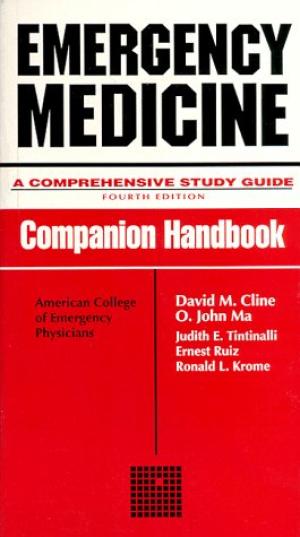 EMERGENCY
MEDICINE
A COMPREHENSIVE STUDY GUIDE
FOURTH EDITION
Companion Handbook
American College
of Emergency
Physicians
David M. Cline
O. John Ma
Judith E. Tintinalli
Ernest Ruiz
Ronald L. Krome